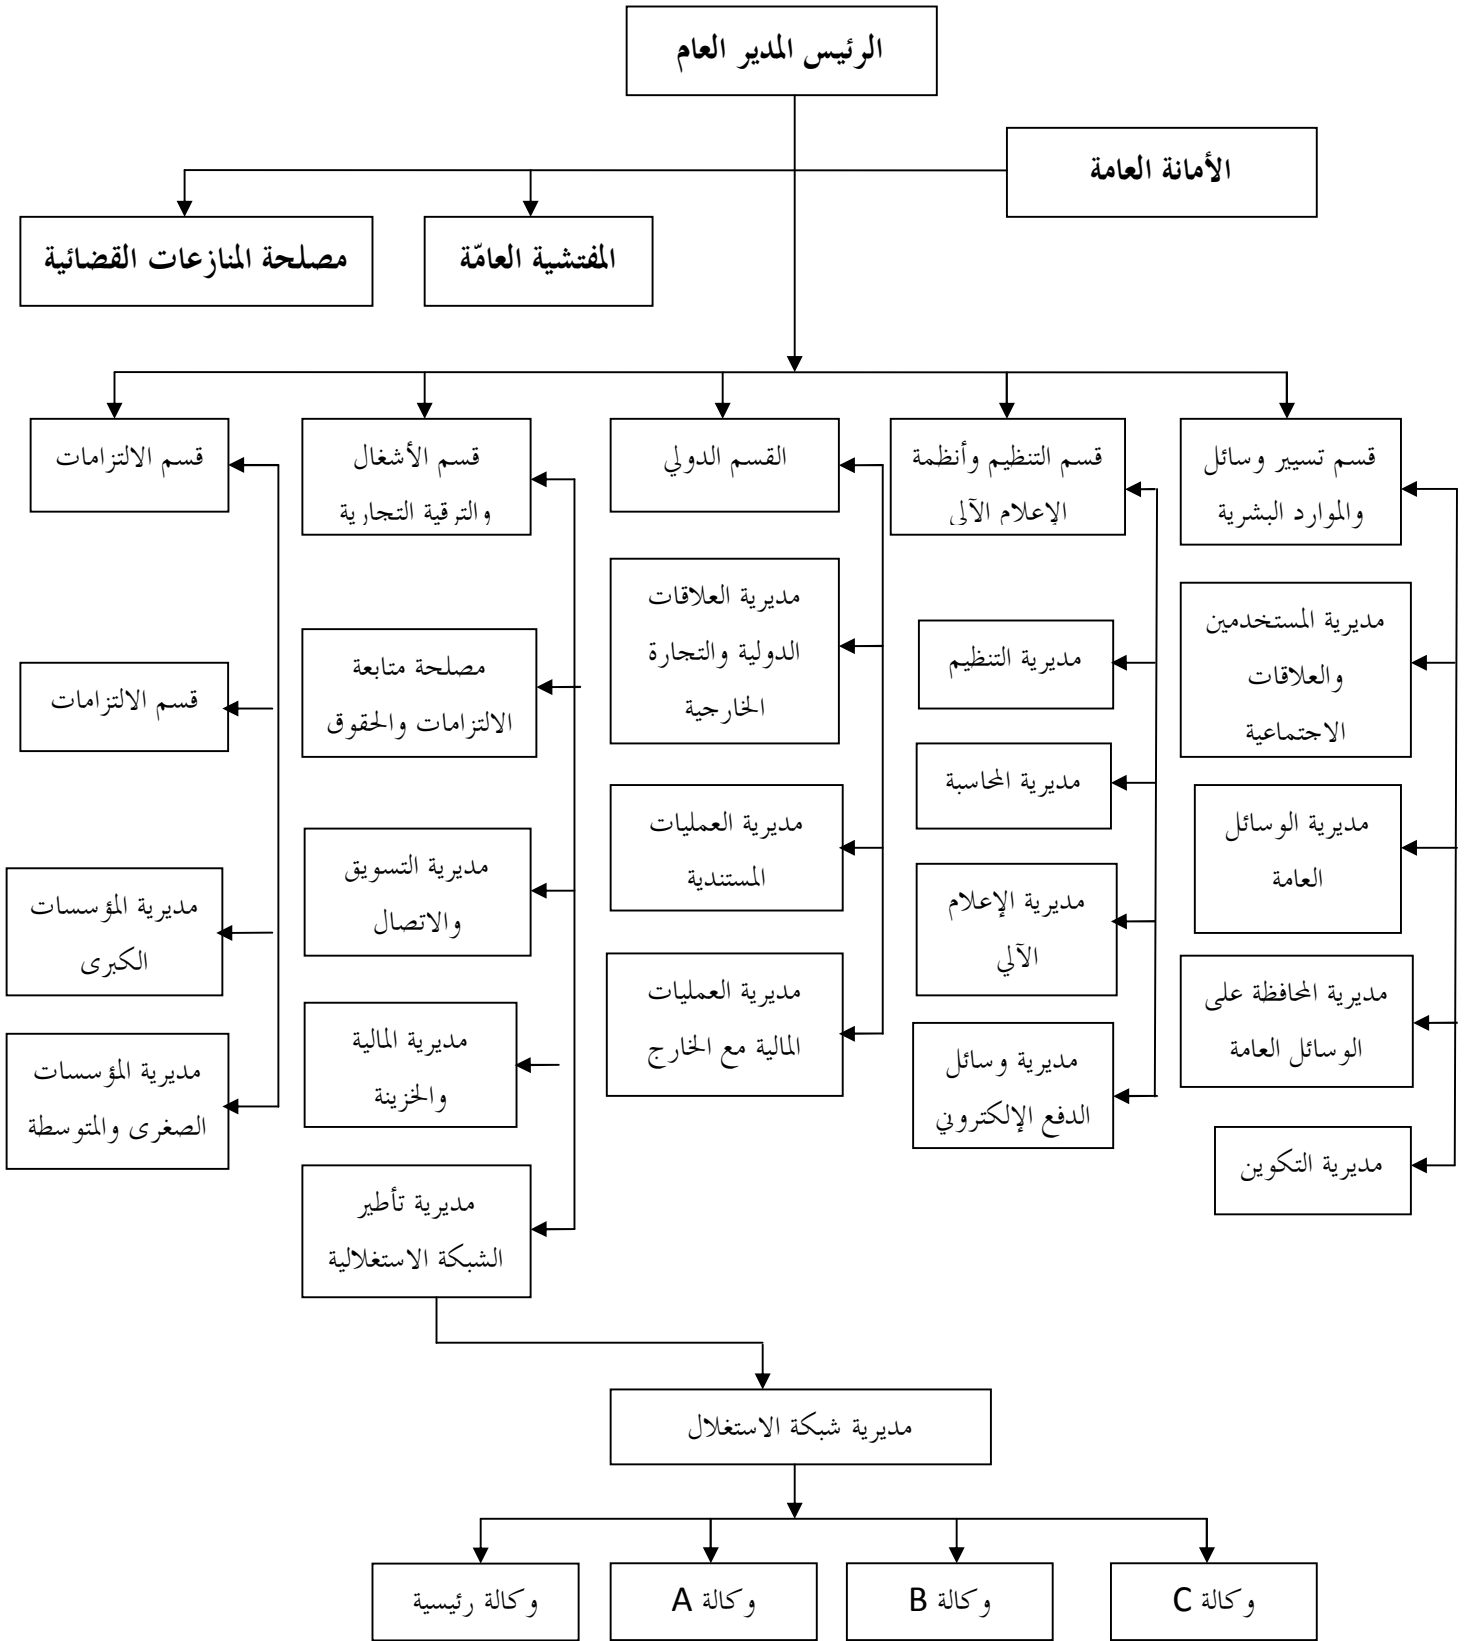 الرئيس المدير العام
الأمانة العامة
المفتشية العامّة
مصلحة المنازعات القضائية
قسم تسيير وسائل
والموارد البشرية
قسم التنظيم وأنظمة
الإعلام الآلي
القسم الدولي
قسم الأشغال
والترقية التجارية
قسم الالتزامات
مديرية المستخدمين
والعلاقات
الاجتماعية
مديرية الوسائل
العامة
مديرية المحافظة على
الوسائل العامة
مديرية التكوين
مديرية التنظيم
مديرية المحاسبة
مديرية الإعلام
الآلي
مديرية وسائل
الدفع الإلكتروني
مديرية العلاقات
الدولية والتجارة
الخارجية
مديرية العمليات
المستندية
مديرية العمليات
المالية مع الخارج
مصلحة متابعة
الالتزامات والحقوق
مديرية التسويق
والاتصال
مديرية المالية
والخزينة
مديرية تأطير
الشبكة الاستغلالية
قسم الالتزامات
مديرية المؤسسات
الكبرى
مديرية المؤسسات
الصغرى والمتوسطة
مديرية شبكة الاستغلال
وكالة C
وكالة B
وكالة A
وكالة رئيسية